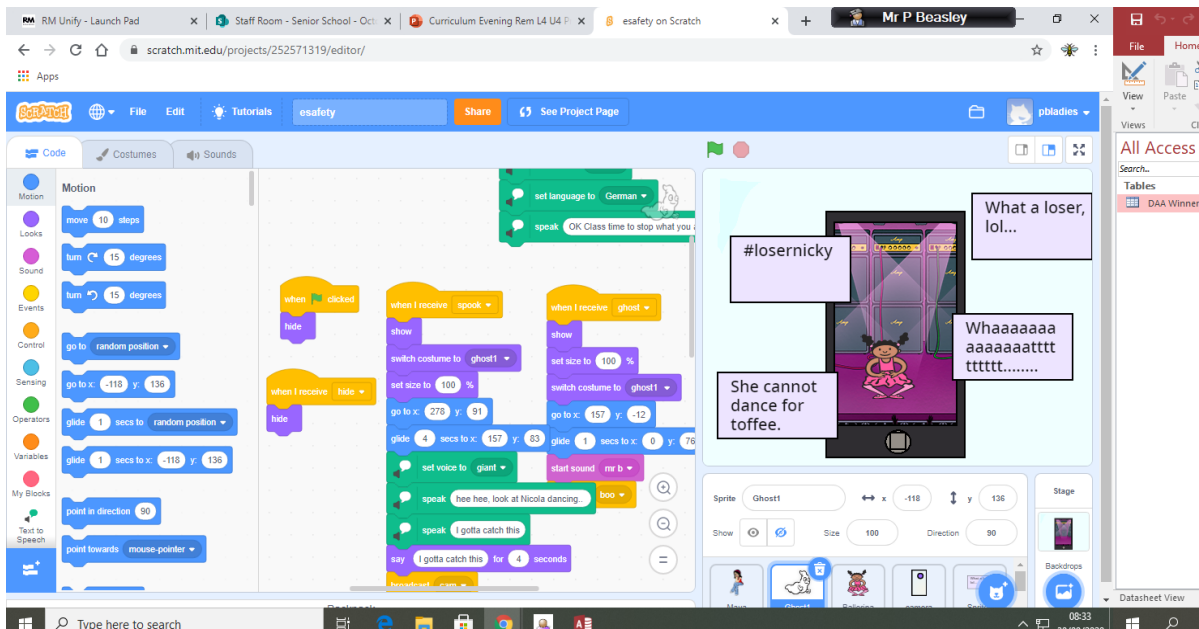 RM Unify - Launch Pad
Staff Room - Senior School - Oct
Curriculum Evening Rem L4 U4 P
esafety on Scratch
Mr P Beasley
scratch.mit.edu/projects/252571319/editor/
Apps
File Home
View Paste
Views Cl
SCRATCH File Edit Tutorials esafety Share See Project Page pbladies
Code Costumes Sounds
Motion
Looks
Sound
Events
Control
Sensing
Operators
Variables
My Blocks
Text to
Speech
Motion
move 10 steps
turn 15 degrees
turn 15 degrees
go to random position
go to x: -118 y: 136
glide 1 secs to random position
glide 1 secs to x: -118 y: 136
point in direction 90
point towards mouse-pointer
set language to German
speak OK Class time to stop what you
when clicked
hide
when I receive hide
hide
when I receive spook
show
switch costume to ghost1
set size to 100 %
go to x: 278 y: 91
glide 4 secs to x: 157 y: 83
set voice to giant
speak hee hee, look at Nicola dancing..
speak I gotta catch this
say I gotta catch this for 4 seconds
broadcast cam
when I receive ghost
show
set size to 100 %
switch costume to ghost1
go to x: 157 y: -12
glide 1 secs to x: 0 y: 76
start sound mr b
boo
#losernicky
What a loser,
lol...
Whaaaaaaa
aaaaaaaatttt
tttttt........
She cannot
dance for
toffee.
Sprite Ghost1 x -118 y 136
Show Size 100 Direction 90
Stage
Backdrops
Maya Ghost1 Ballerina camera
All Access
Search..
Tables
DAA Winner
Datasheet View
Type here to search
08:33